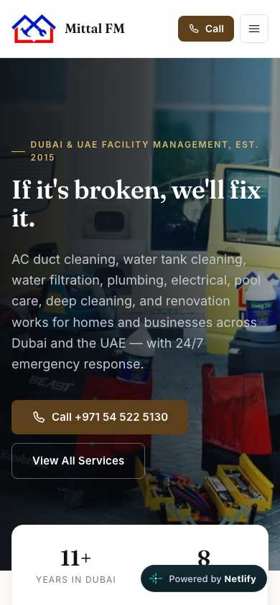 Mittal FM
Call
DUBAI & UAE FACILITY MANAGEMENT, EST.
2015
If it's broken, we'll fix
it.
AC duct cleaning, water tank cleaning,
water filtration, plumbing, electrical, pool
care, deep cleaning, and renovation
works for homes and businesses across
Dubai and the UAE — with 24/7
emergency response.
BEAST
Call +971 54 522 5130
View All Services
11+
8
YEARS IN DUBAI
Powered by Netlify